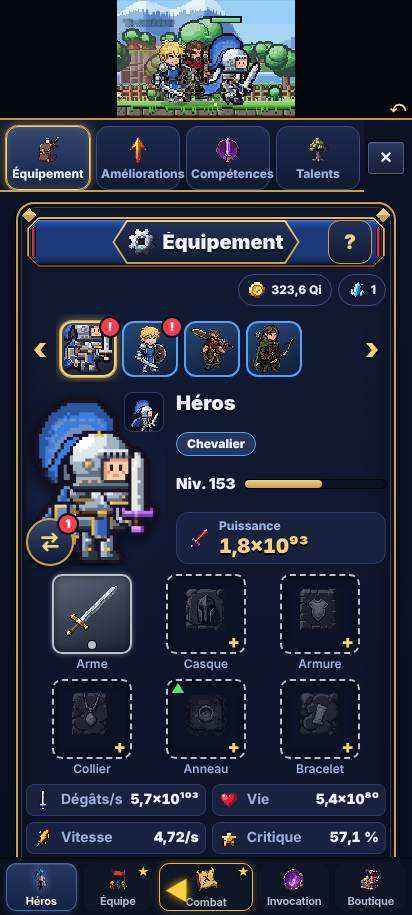 Équipement
Améliorations
Compétences
Talents
×
Équipement
?
323,6 Qi
1
!
!
Héros
Chevalier
Niv. 153
1
Puissance
1,8×10⁹³
Arme
Casque
Armure
Collier
Anneau
Bracelet
Dégâts/s 5,7×10¹⁰³
Vie 5,4×10⁸⁰
Vitesse 4,72/s
Critique 57,1 %
Héros
Équipe
Combat
Invocation
Boutique